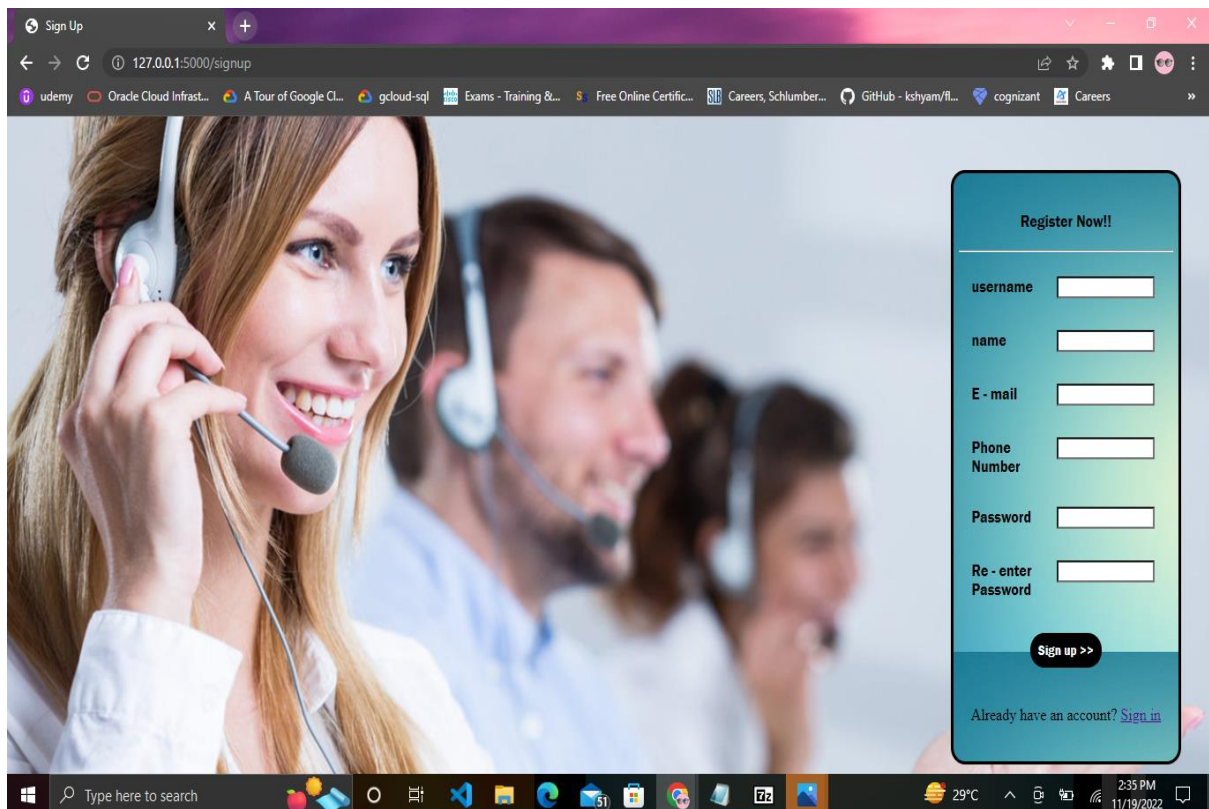 Sign Up
127.0.0.1:5000/signup
udemy Oracle Cloud Infrast... A Tour of Google Cl... gcloud-sql Exams - Training &... Free Online Certific... Careers, Schlumber... GitHub - kshyam/fl... cognizant Careers »
Register Now!!
username
name
E - mail
Phone
Number
Password
Re - enter
Password
Sign up >>
Already have an account? Sign in
Type here to search
51
7z
29°C
2:35 PM
11/19/2022